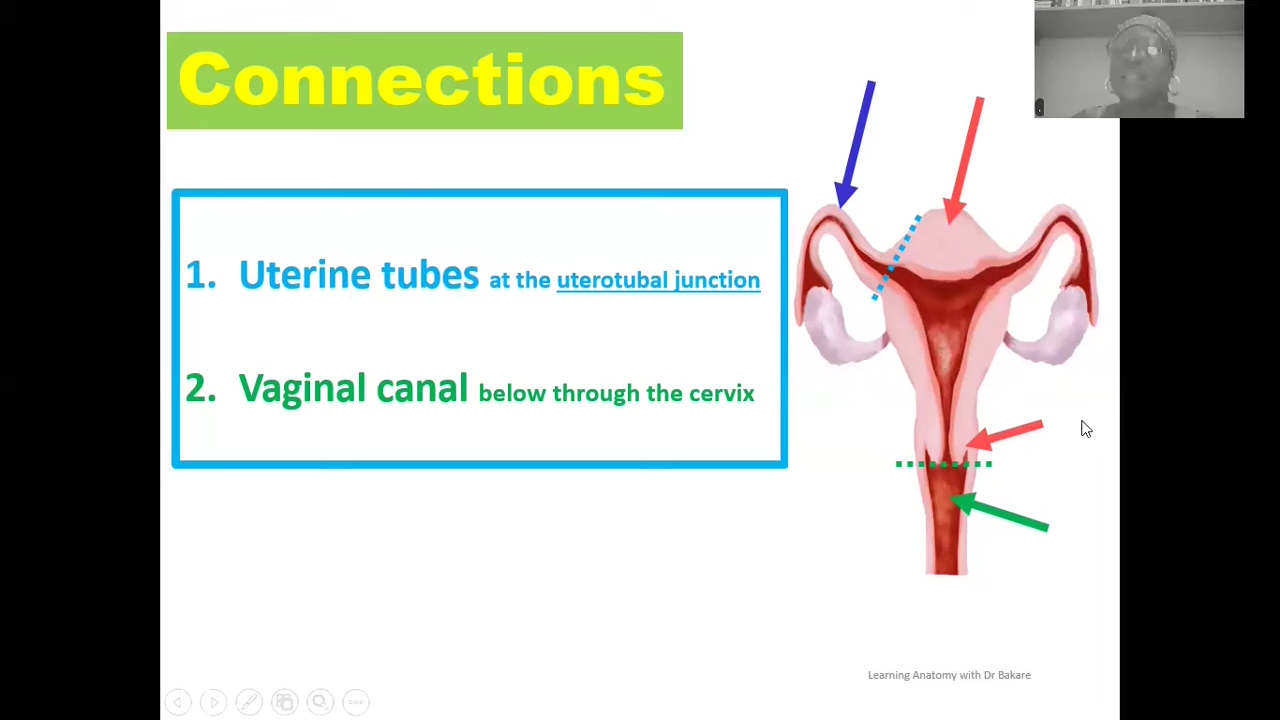 Connections
1. Uterine tubes at the uterotubal junction
2. Vaginal canal below through the cervix
Learning Anatomy with Dr Bakare